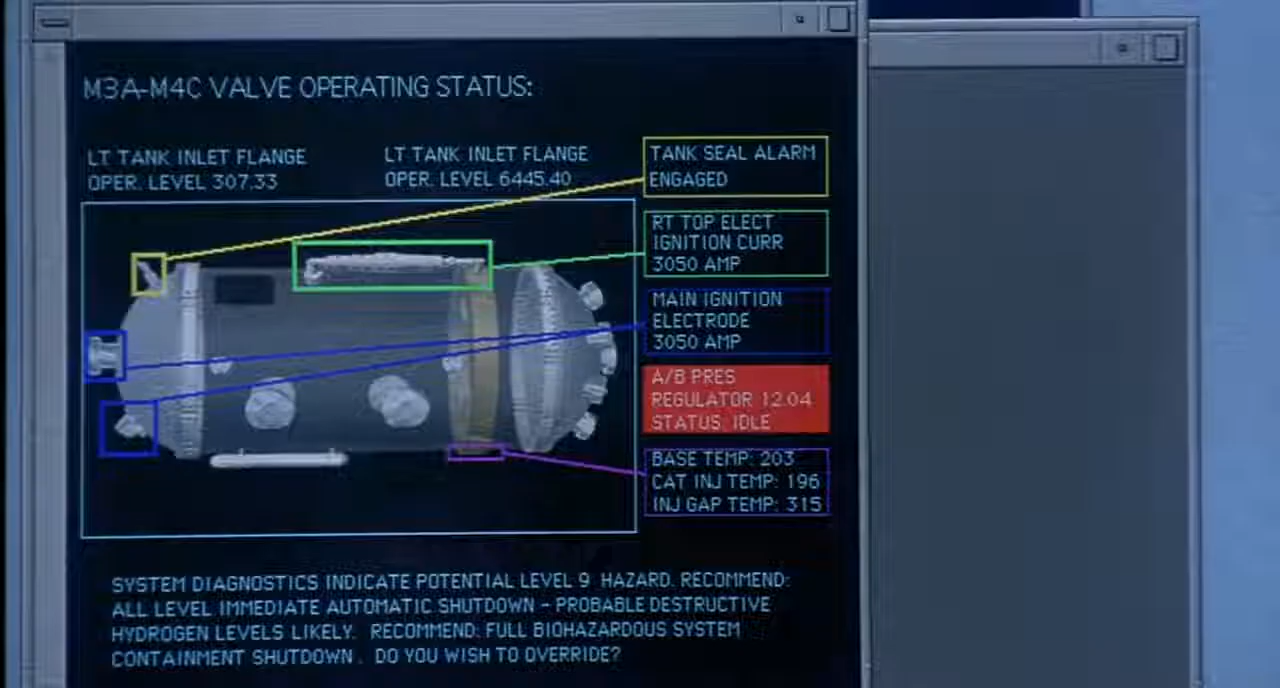 M3A-M4C VALVE OPERATING STATUS:
LT TANK INLET FLANGE
OPER. LEVEL 307.33
LT TANK INLET FLANGE
OPER. LEVEL 6445.40
TANK SEAL ALARM
ENGAGED
RT TOP ELECT
IGNITION CURR
3050 AMP
MAIN IGNITION
ELECTRODE
3050 AMP
A/B PRES
REGULATOR 12.04
STATUS: IDLE
BASE TEMP: 203
CAT INJ TEMP: 196
INJ GAP TEMP: 315
SYSTEM DIAGNOSTICS INDICATE POTENTIAL LEVEL 9 HAZARD. RECOMMEND:
ALL LEVEL IMMEDIATE AUTOMATIC SHUTDOWN - PROBABLE DESTRUCTIVE
HYDROGEN LEVELS LIKELY. RECOMMEND: FULL BIOHAZARDOUS SYSTEM
CONTAINMENT SHUTDOWN. DO YOU WISH TO OVERRIDE?